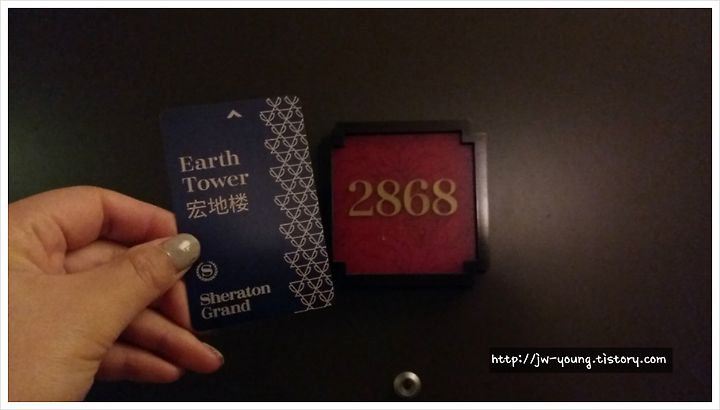 Earth
Tower
宏地楼
S
Sheraton
Grand
2868
http://jw-young.tistory.com